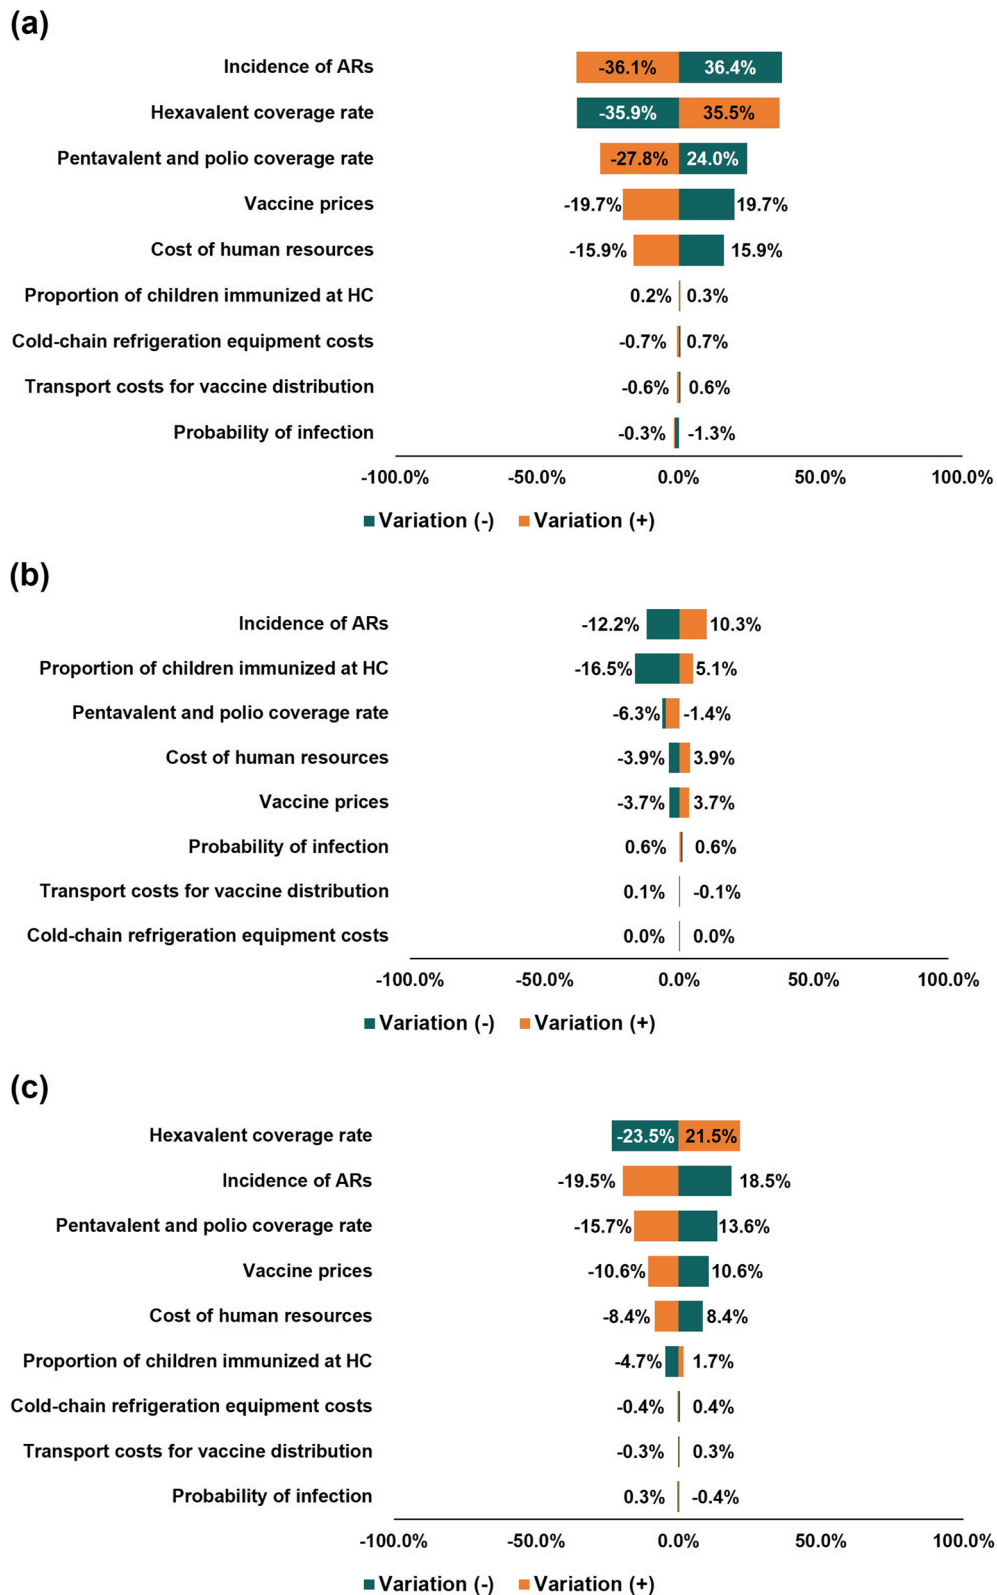 (a)
Incidence of ARs -36.1% 36.4%
Hexavalent coverage rate -35.9% 35.5%
Pentavalent and polio coverage rate -27.8% 24.0%
Vaccine prices -19.7% 19.7%
Cost of human resources -15.9% 15.9%
Proportion of children immunized at HC 0.2% 0.3%
Cold-chain refrigeration equipment costs -0.7% 0.7%
Transport costs for vaccine distribution -0.6% 0.6%
Probability of infection -0.3% -1.3%
-100.0% -50.0% 0.0% 50.0% 100.0%
Variation (-) Variation (+)
(b)
Incidence of ARs -12.2% 10.3%
Proportion of children immunized at HC -16.5% 5.1%
Pentavalent and polio coverage rate -6.3% -1.4%
Cost of human resources -3.9% 3.9%
Vaccine prices -3.7% 3.7%
Probability of infection 0.6% 0.6%
Transport costs for vaccine distribution 0.1% -0.1%
Cold-chain refrigeration equipment costs 0.0% 0.0%
-100.0% -50.0% 0.0% 50.0% 100.0%
Variation (-) Variation (+)
(c)
Hexavalent coverage rate -23.5% 21.5%
Incidence of ARs -19.5% 18.5%
Pentavalent and polio coverage rate -15.7% 13.6%
Vaccine prices -10.6% 10.6%
Cost of human resources -8.4% 8.4%
Proportion of children immunized at HC -4.7% 1.7%
Cold-chain refrigeration equipment costs -0.4% 0.4%
Transport costs for vaccine distribution -0.3% 0.3%
Probability of infection 0.3% -0.4%
-100.0% -50.0% 0.0% 50.0% 100.0%
Variation (-) Variation (+)